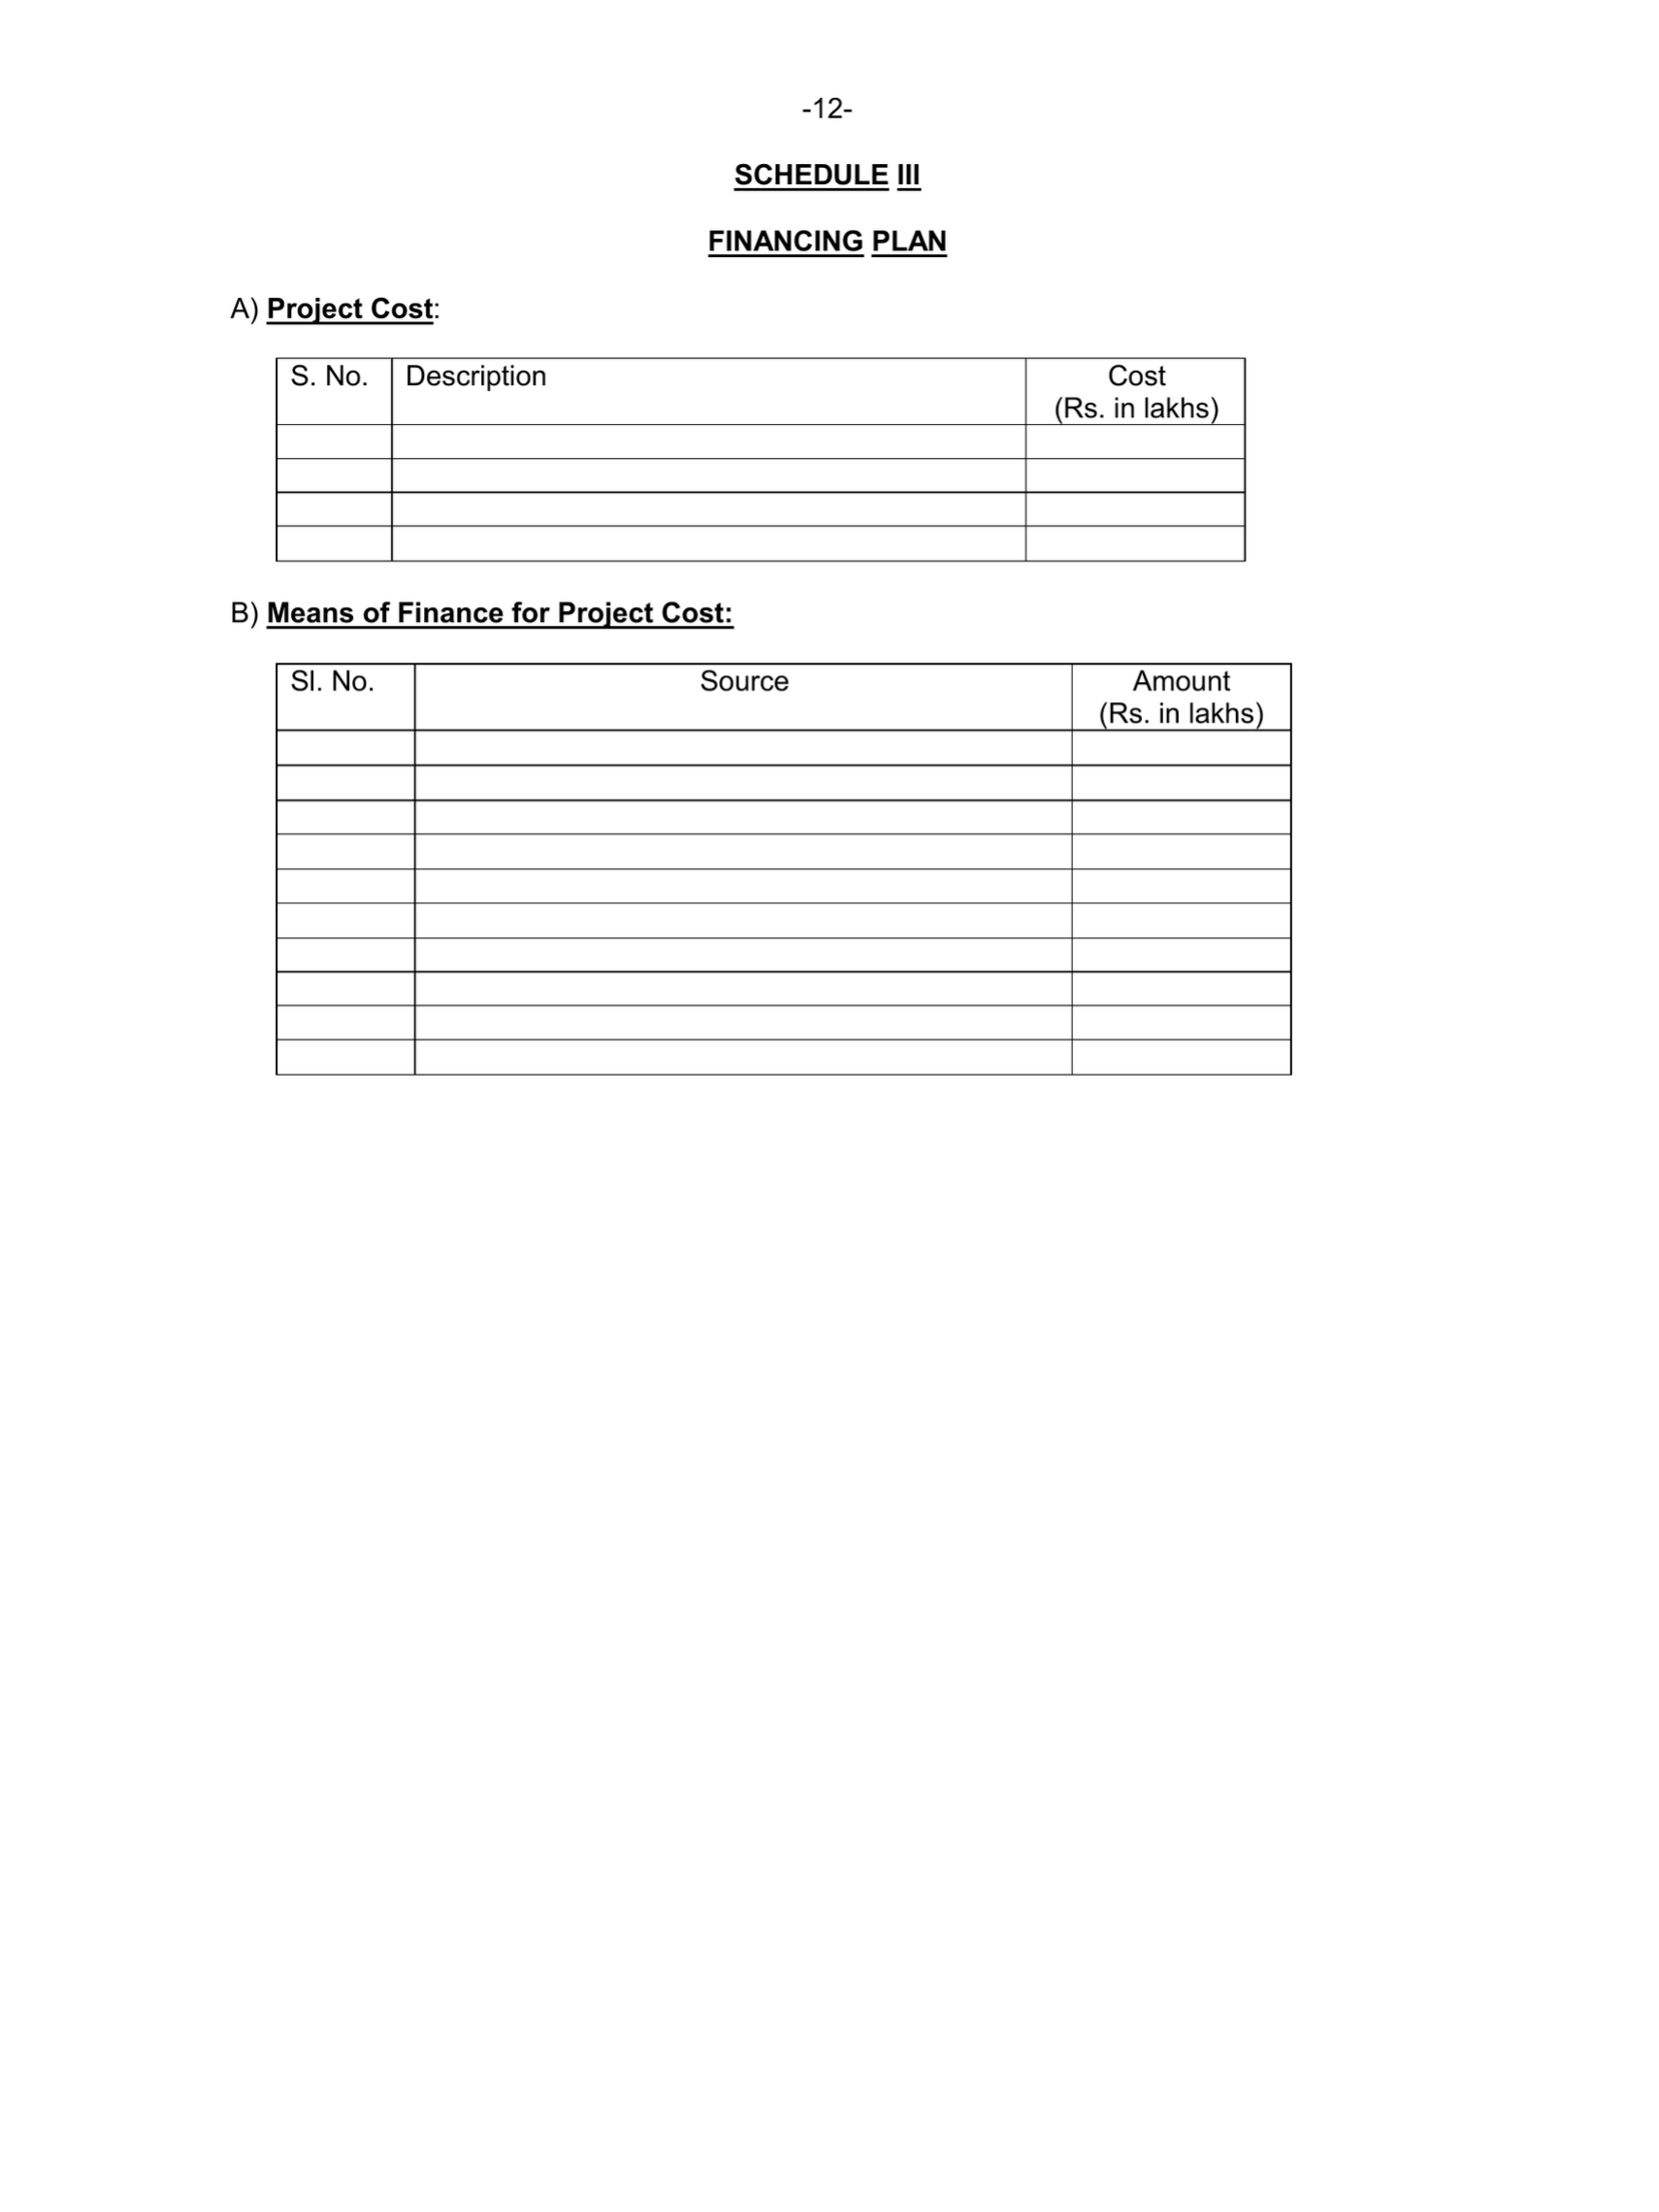 -12-
SCHEDULE III
FINANCING PLAN
A) Project Cost:
S. No. Description Cost
(Rs. in lakhs)
B) Means of Finance for Project Cost:
Sl. No. Source Amount
(Rs. in lakhs)